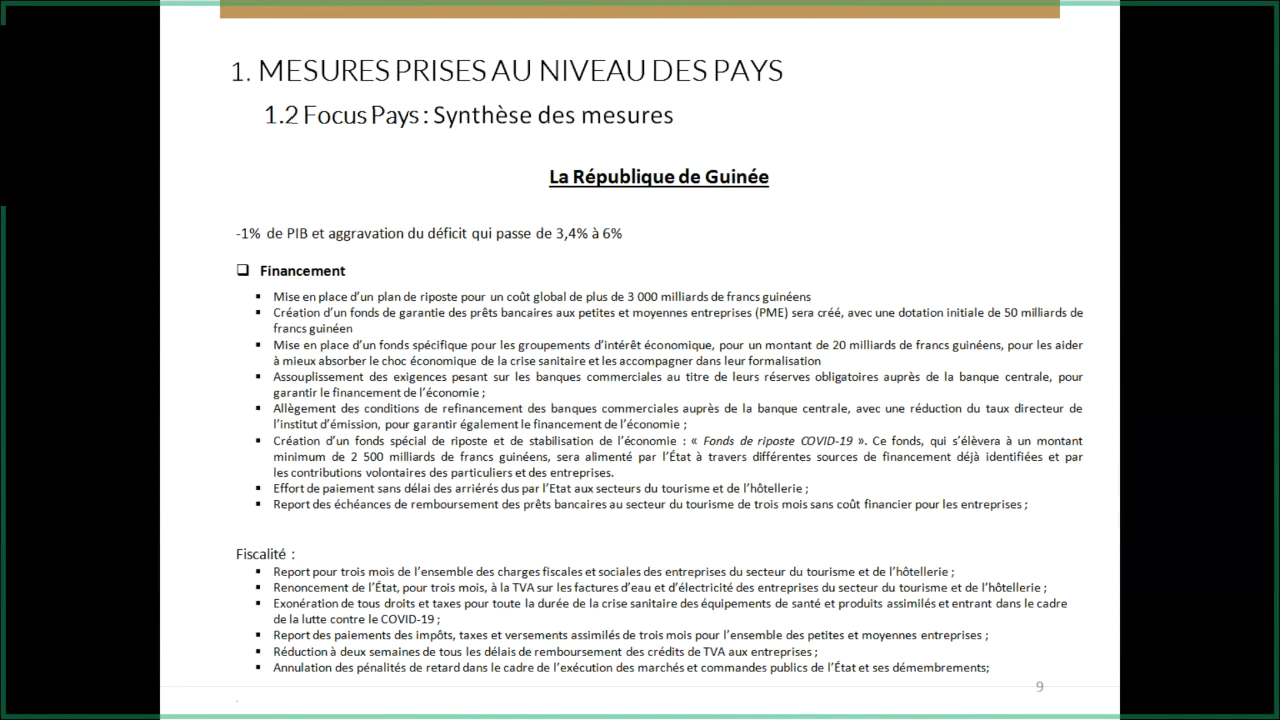 1. MESURES PRISES AU NIVEAU DES PAYS
1.2 Focus Pays : Synthèse des mesures
La République de Guinée
-1% de PIB et aggravation du déficit qui passe de 3,4% à 6%
❑ Financement
▪ Mise en place d’un plan de riposte pour un coût global de plus de 3 000 milliards de francs guinéens
▪ Création d’un fonds de garantie des prêts bancaires aux petites et moyennes entreprises (PME) sera créé, avec une dotation initiale de 50 milliards de
francs guinéen
▪ Mise en place d’un fonds spécifique pour les groupements d’intérêt économique, pour un montant de 20 milliards de francs guinéens, pour les aider
à mieux absorber le choc économique de la crise sanitaire et les accompagner dans leur formalisation
▪ Assouplissement des exigences pesant sur les banques commerciales au titre de leurs réserves obligatoires auprès de la banque centrale, pour
garantir le financement de l’économie ;
▪ Allègement des conditions de refinancement des banques commerciales auprès de la banque centrale, avec une réduction du taux directeur de
l’institut d’émission, pour garantir également le financement de l’économie ;
▪ Création d’un fonds spécial de riposte et de stabilisation de l’économie : « Fonds de riposte COVID-19 ». Ce fonds, qui s’élèvera à un montant
minimum de 2 500 milliards de francs guinéens, sera alimenté par l’État à travers différentes sources de financement déjà identifiées et par
les contributions volontaires des particuliers et des entreprises.
▪ Effort de paiement sans délai des arriérés dus par l’Etat aux secteurs du tourisme et de l’hôtellerie ;
▪ Report des échéances de remboursement des prêts bancaires au secteur du tourisme de trois mois sans coût financier pour les entreprises ;
Fiscalité :
▪ Report pour trois mois de l’ensemble des charges fiscales et sociales des entreprises du secteur du tourisme et de l’hôtellerie ;
▪ Renoncement de l’État, pour trois mois, à la TVA sur les factures d’eau et d’électricité des entreprises du secteur du tourisme et de l’hôtellerie ;
▪ Exonération de tous droits et taxes pour toute la durée de la crise sanitaire des équipements de santé et produits assimilés et entrant dans le cadre
de la lutte contre le COVID-19 ;
▪ Report des paiements des impôts, taxes et versements assimilés de trois mois pour l’ensemble des petites et moyennes entreprises ;
▪ Réduction à deux semaines de tous les délais de remboursement des crédits de TVA aux entreprises ;
▪ Annulation des pénalités de retard dans le cadre de l’exécution des marchés et commandes publics de l’État et ses démembrements;
9
.